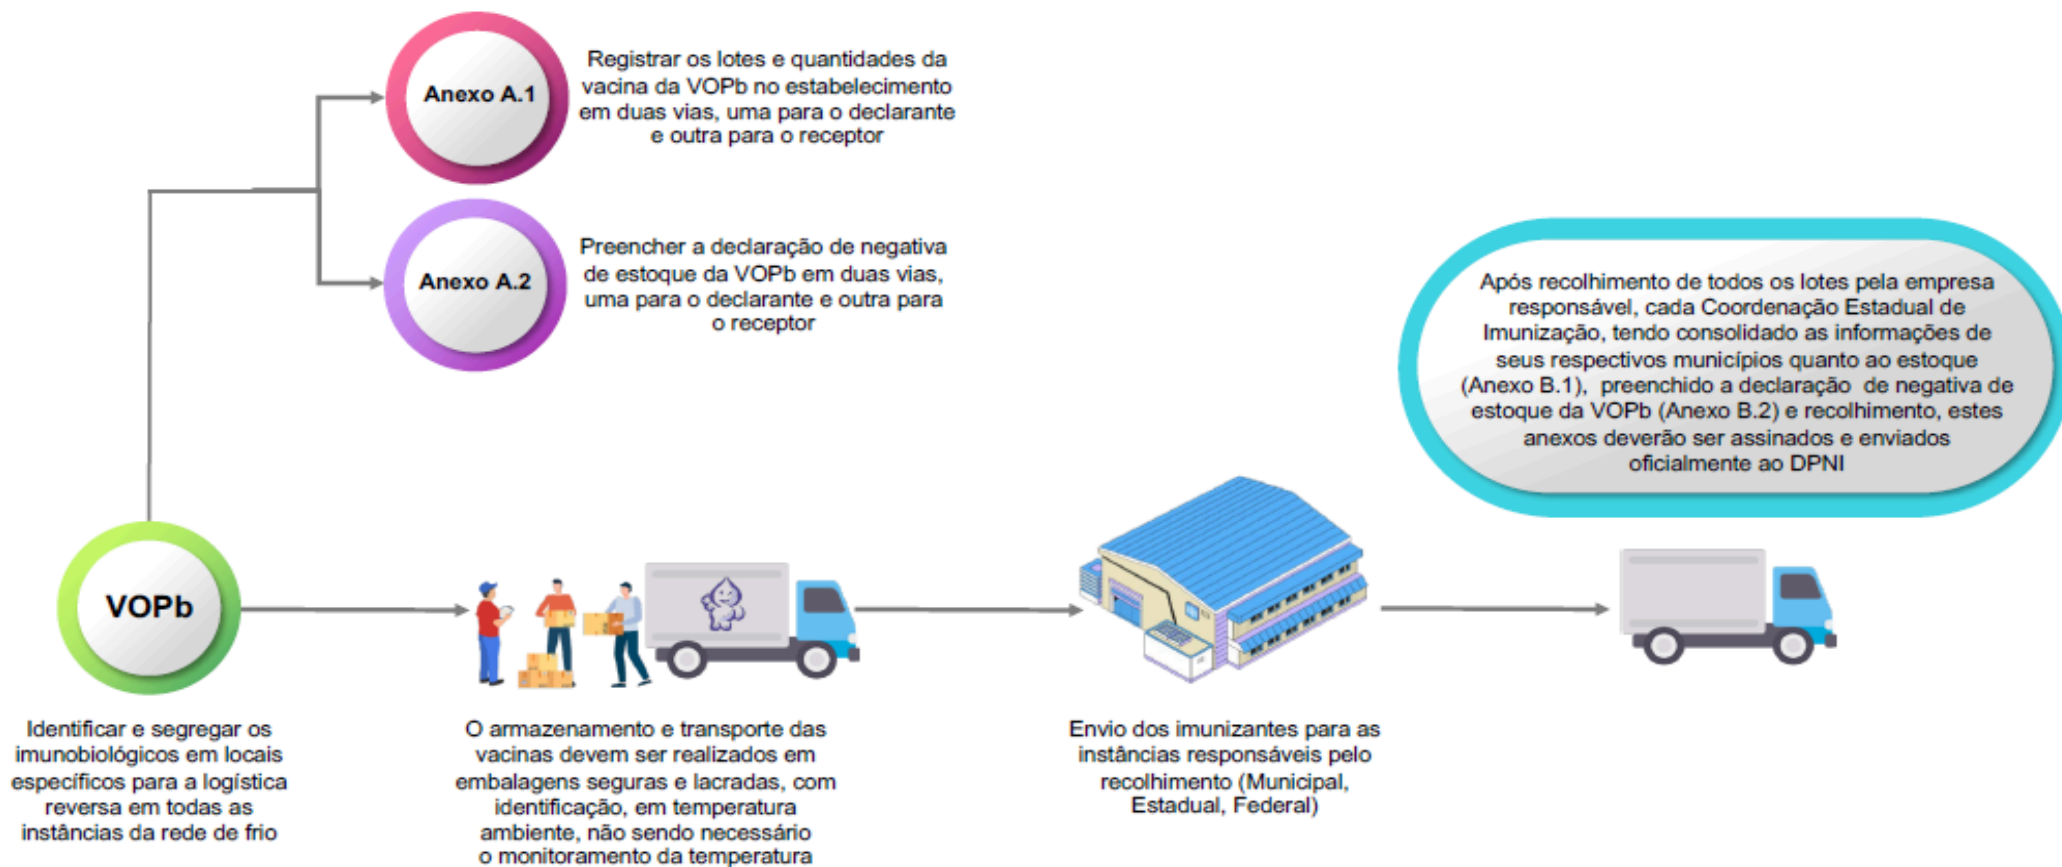 Anexo A.1
Registrar os lotes e quantidades da
vacina da VOPb no estabelecimento
em duas vias, uma para o declarante
e outra para o receptor
Anexo A.2
Preencher a declaração de negativa
de estoque da VOPb em duas vias,
uma para o declarante e outra para
o receptor
Após recolhimento de todos os lotes pela empresa
responsável, cada Coordenação Estadual de
Imunização, tendo consolidado as informações de
seus respectivos municípios quanto ao estoque
(Anexo B.1), preenchido a declaração de negativa de
estoque da VOPb (Anexo B.2) e recolhimento, estes
anexos deverão ser assinados e enviados
oficialmente ao DPNI
VOPb
Identificar e segregar os
imunobiológicos em locais
específicos para a logística
reversa em todas as
instâncias da rede de frio
O armazenamento e transporte das
vacinas devem ser realizados em
embalagens seguras e lacradas, com
identificação, em temperatura
ambiente, não sendo necessário
o monitoramento da temperatura
Envio dos imunizantes para as
instâncias responsáveis pelo
recolhimento (Municipal,
Estadual, Federal)